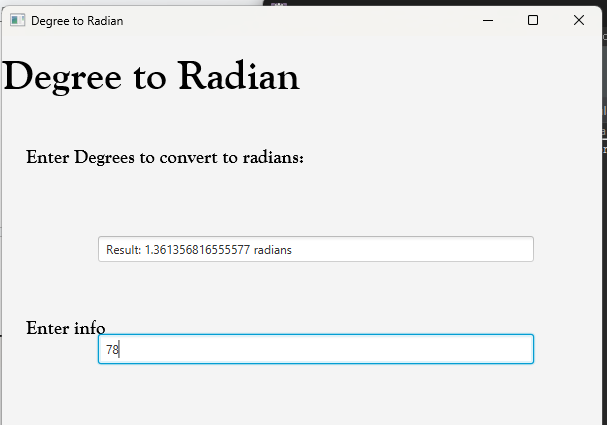 Degree to Radian
Degree to Radian
Enter Degrees to convert to radians:
Result: 1.361356816555577 radians
Enter info
78